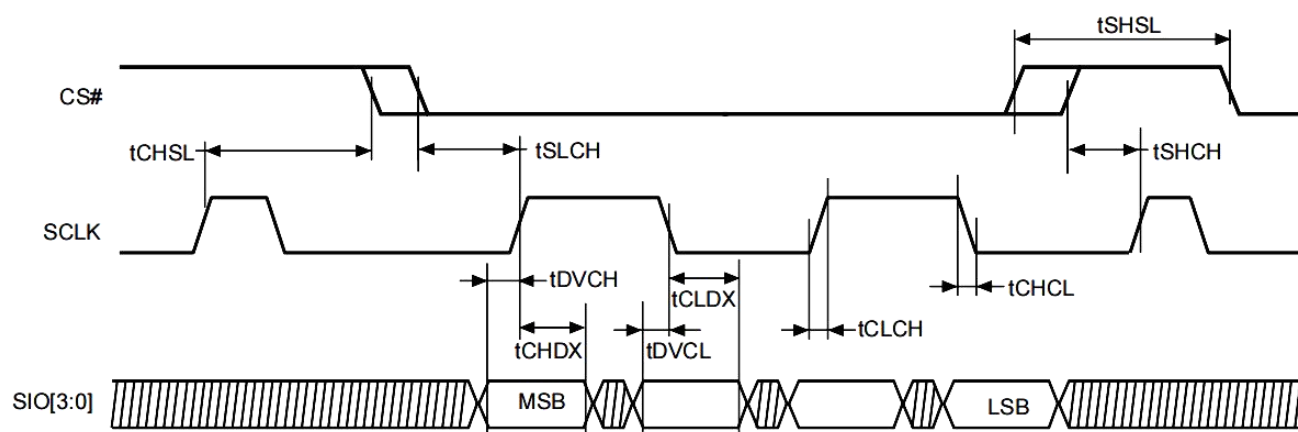 tSHSL
CS#
tCHSL
tSLCH
tSHCH
SCLK
tDVCH
tCLDX
tCHCL
tCLCH
tCHDX
tDVCL
SIO[3:0]
MSB
LSB